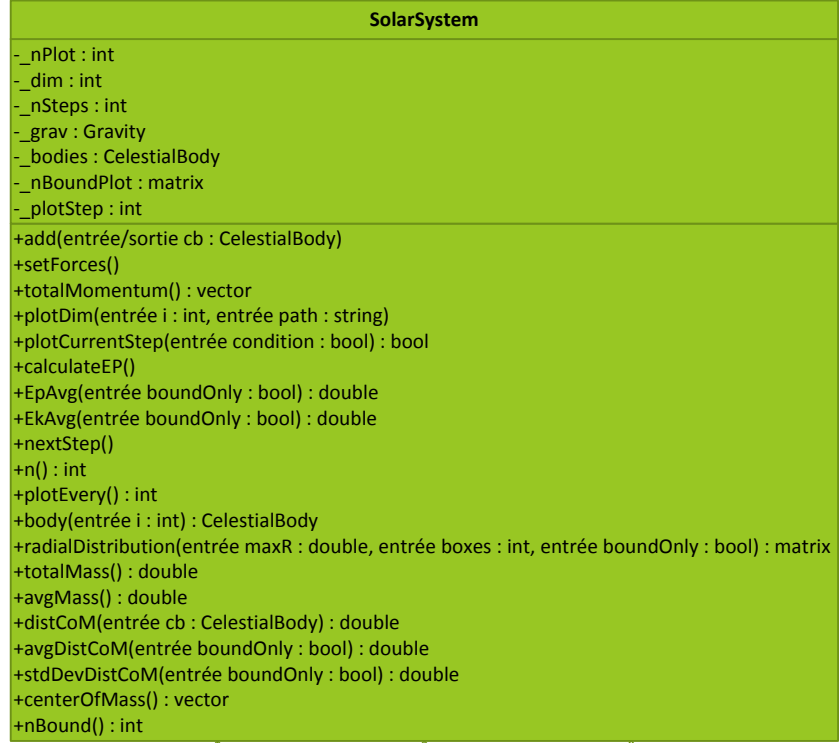 SolarSystem
-_nPlot : int
-_dim : int
-_nSteps : int
-_grav : Gravity
-_bodies : CelestialBody
-_nBoundPlot : matrix
-_plotStep : int
+add(entrée/sortie cb : CelestialBody)
+setForces()
+totalMomentum() : vector
+plotDim(entrée i : int, entrée path : string)
+plotCurrentStep(entrée condition : bool) : bool
+calculateEP()
+EpAvg(entrée boundOnly : bool) : double
+EkAvg(entrée boundOnly : bool) : double
+nextStep()
+n() : int
+plotEvery() : int
+body(entrée i : int) : CelestialBody
+radialDistribution(entrée maxR : double, entrée boxes : int, entrée boundOnly : bool) : matrix
+totalMass() : double
+avgMass() : double
+distCoM(entrée cb : CelestialBody) : double
+avgDistCoM(entrée boundOnly : bool) : double
+stdDevDistCoM(entrée boundOnly : bool) : double
+centerOfMass() : vector
+nBound() : int